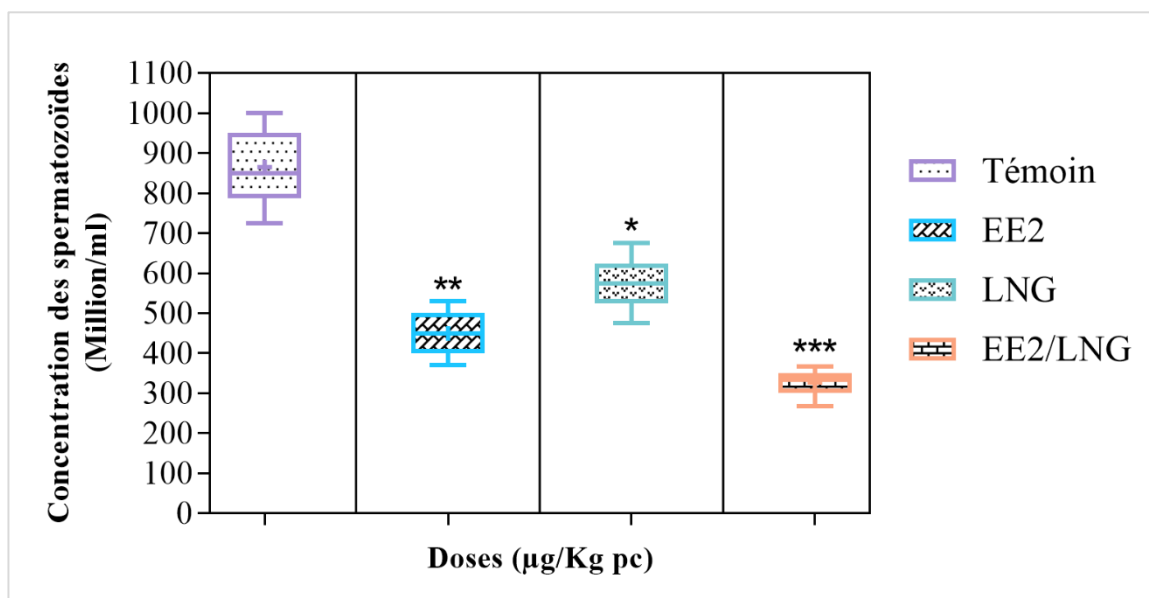 Concentration des spermatozoïdes
(Million/ml)
1100
1000
900
800
700
600
500
400
300
200
100
0
**
*
***
Doses (µg/Kg pc)
Témoin
EE2
LNG
EE2/LNG